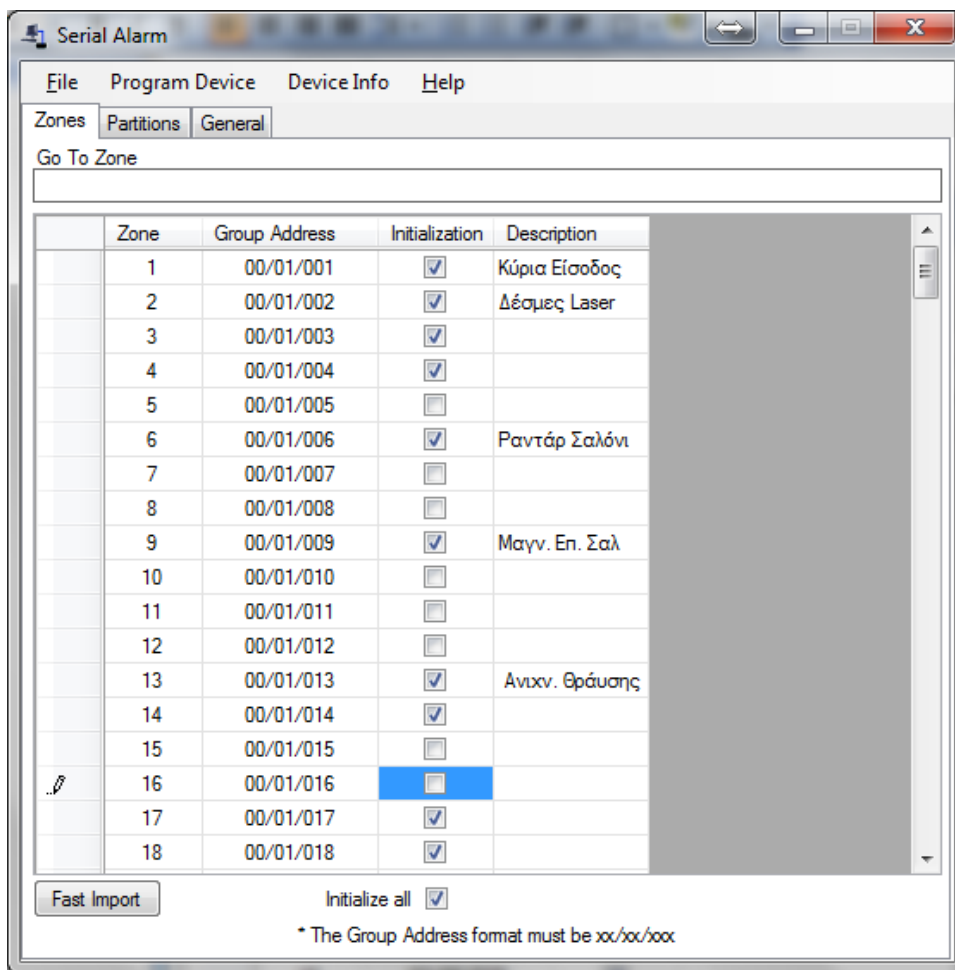 Serial Alarm
File Program Device Device Info Help
Zones Partitions General
Go To Zone
Zone Group Address Initialization Description
1 00/01/001 Κύρια Είσοδος
2 00/01/002 Δέσμες Laser
3 00/01/003
4 00/01/004
5 00/01/005
6 00/01/006 Ραντάρ Σαλόνι
7 00/01/007
8 00/01/008
9 00/01/009 Μαγν. Επ. Σαλ
10 00/01/010
11 00/01/011
12 00/01/012
13 00/01/013 Ανιχν. Θράυσης
14 00/01/014
15 00/01/015
16 00/01/016
17 00/01/017
18 00/01/018
Fast Import Initialize all
* The Group Address format must be xx/xx/xxx